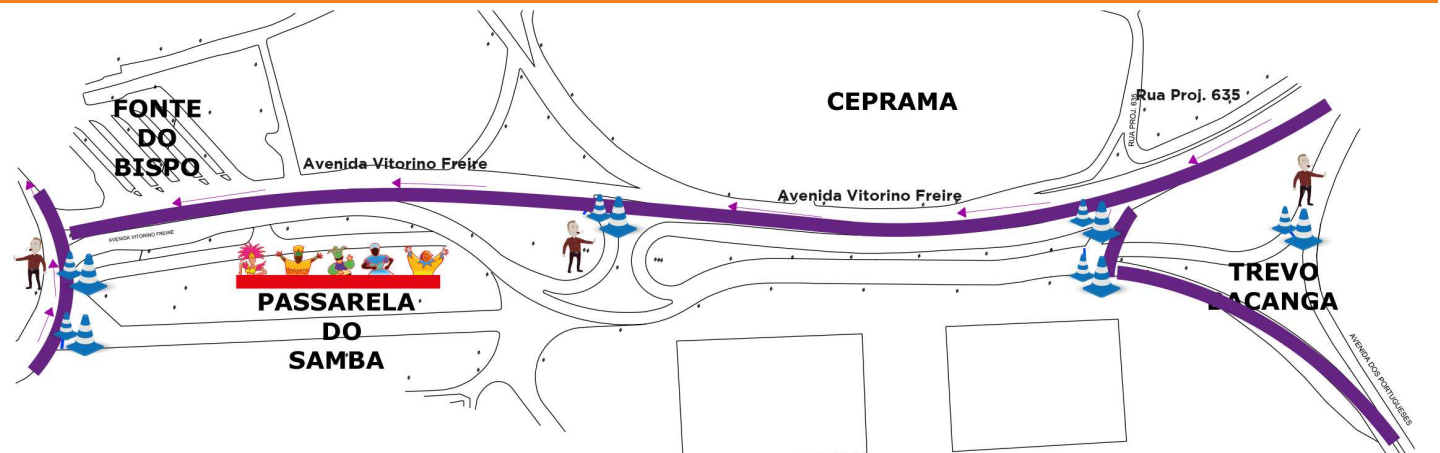 FONTE
DO
BISPO
Avenida Vitorino Freire
AVENIDA VITORINO FREIRE
PASSARELA
DO
SAMBA
CEPRAMA
Avenida Vitorino Freire
Rua Proj. 635
RUA PROJ. 635
TREVO
BACANGA
AVENIDA DOS PORTUGUESES